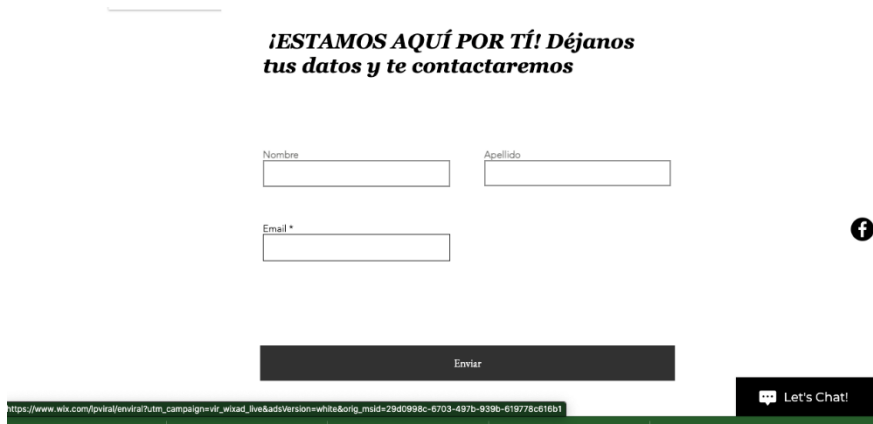 ¡ESTAMOS AQUÍ POR TÍ! Déjanos
tus datos y te contactaremos
Nombre
Apellido
Email *
Enviar
Let's Chat!
https://www.wix.com/lpviral/enviral?utm_campaign=vir_wixad_live&adsVersion=white&orig_msid=29d0998c-6703-497b-939b-619778c616b1